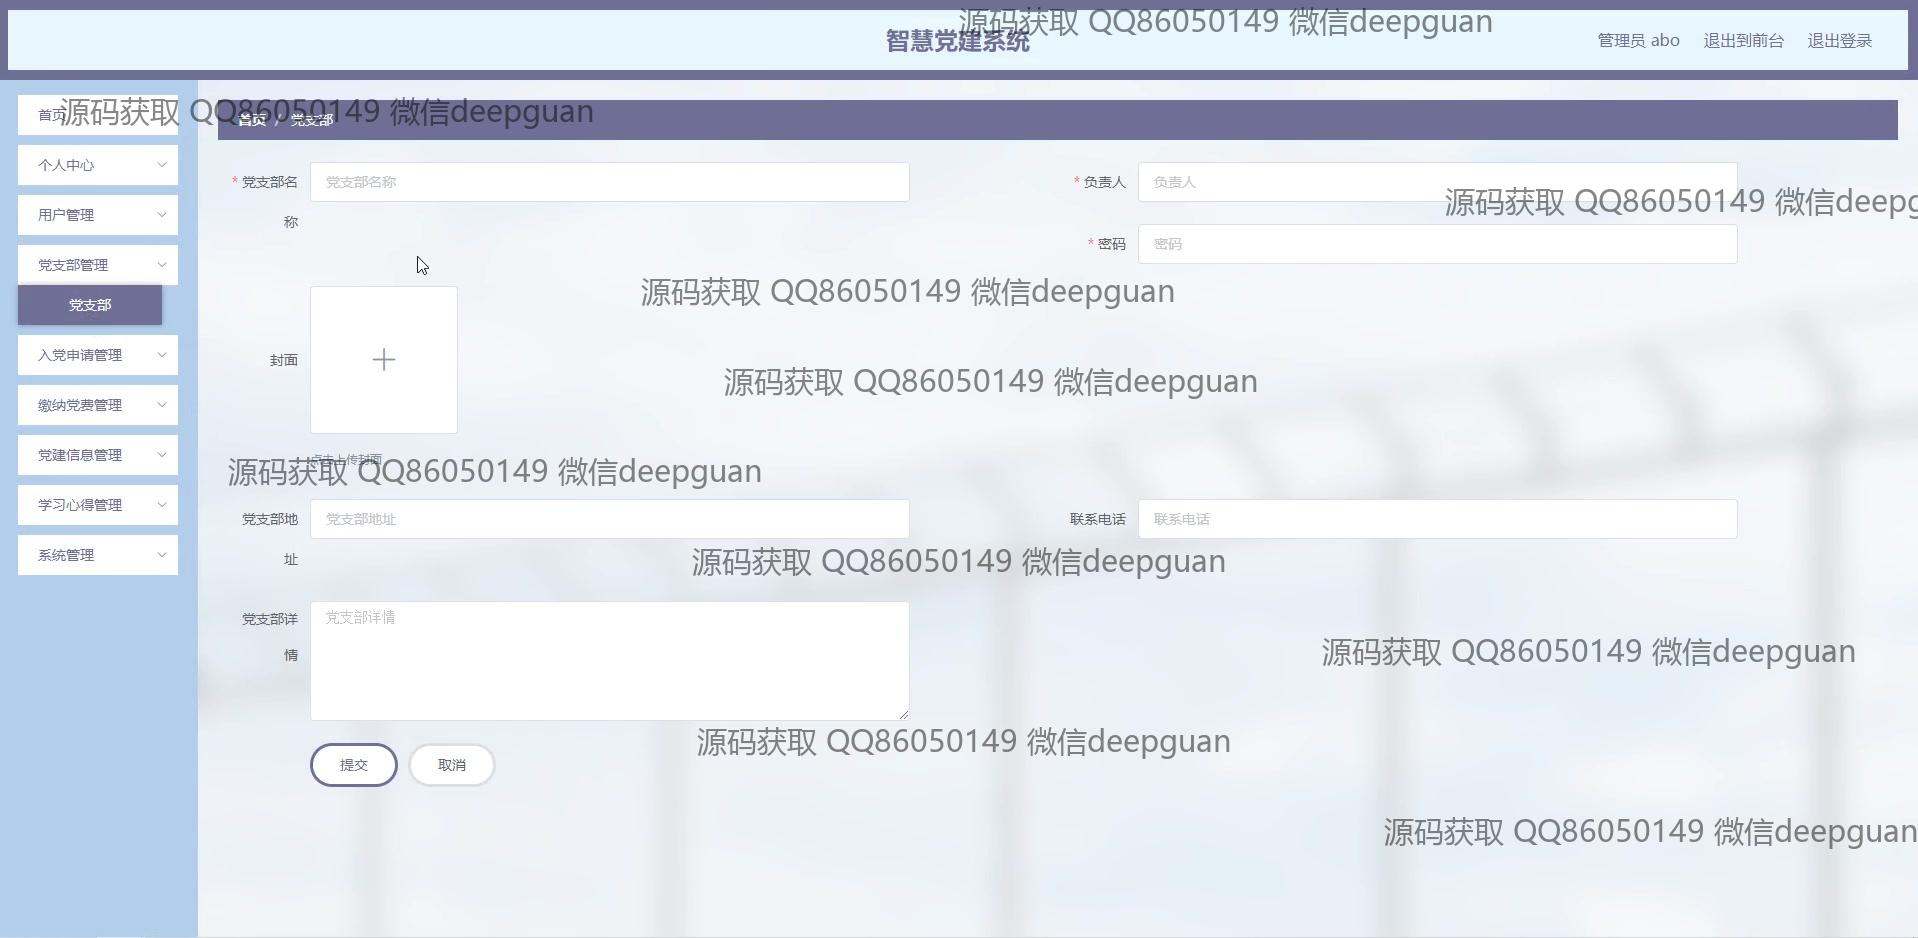 源码获取 QQ86050149 微信deepguan
智慧党建系统
管理员 abo
退出到前台
退出登录
首页
源码获取 QQ86050149 微信deepguan
首页 / 党支部
个人中心
用户管理
党支部管理
党支部
入党申请管理
缴纳党费管理
党建信息管理
学习心得管理
系统管理
* 党支部名
称
党支部名称
* 负责人
负责人
源码获取 QQ86050149 微信deepg
* 密码
密码
源码获取 QQ86050149 微信deepguan
封面
源码获取 QQ86050149 微信deepguan
点击上传封面
源码获取 QQ86050149 微信deepguan
党支部地
址
党支部地址
联系电话
联系电话
源码获取 QQ86050149 微信deepguan
党支部详
情
党支部详情
源码获取 QQ86050149 微信deepguan
源码获取 QQ86050149 微信deepguan
提交
取消
源码获取 QQ86050149 微信deepguan